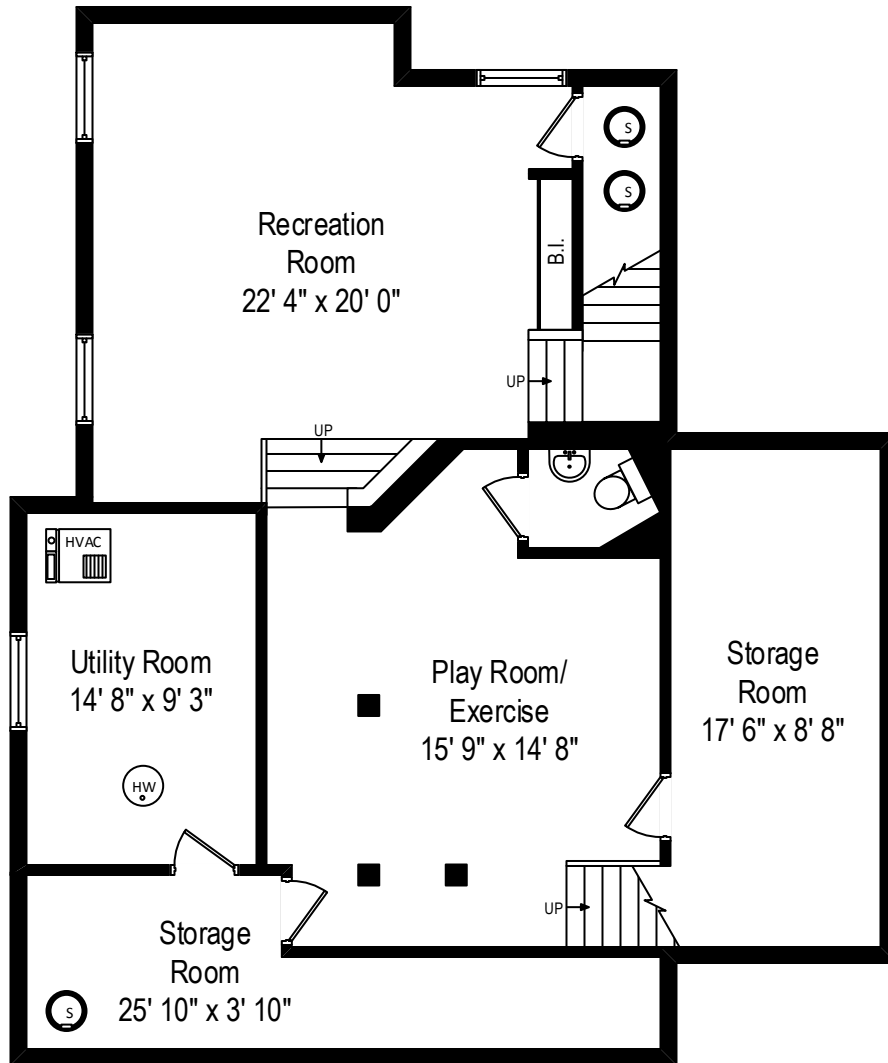 S
S
Recreation
Room
22' 4" x 20' 0"
B.I.
UP
UP
HVAC
Utility Room
14' 8" x 9' 3"
Play Room/
Exercise
15' 9" x 14' 8"
Storage
Room
17' 6" x 8' 8"
HW
UP
Storage
Room
25' 10" x 3' 10"
S